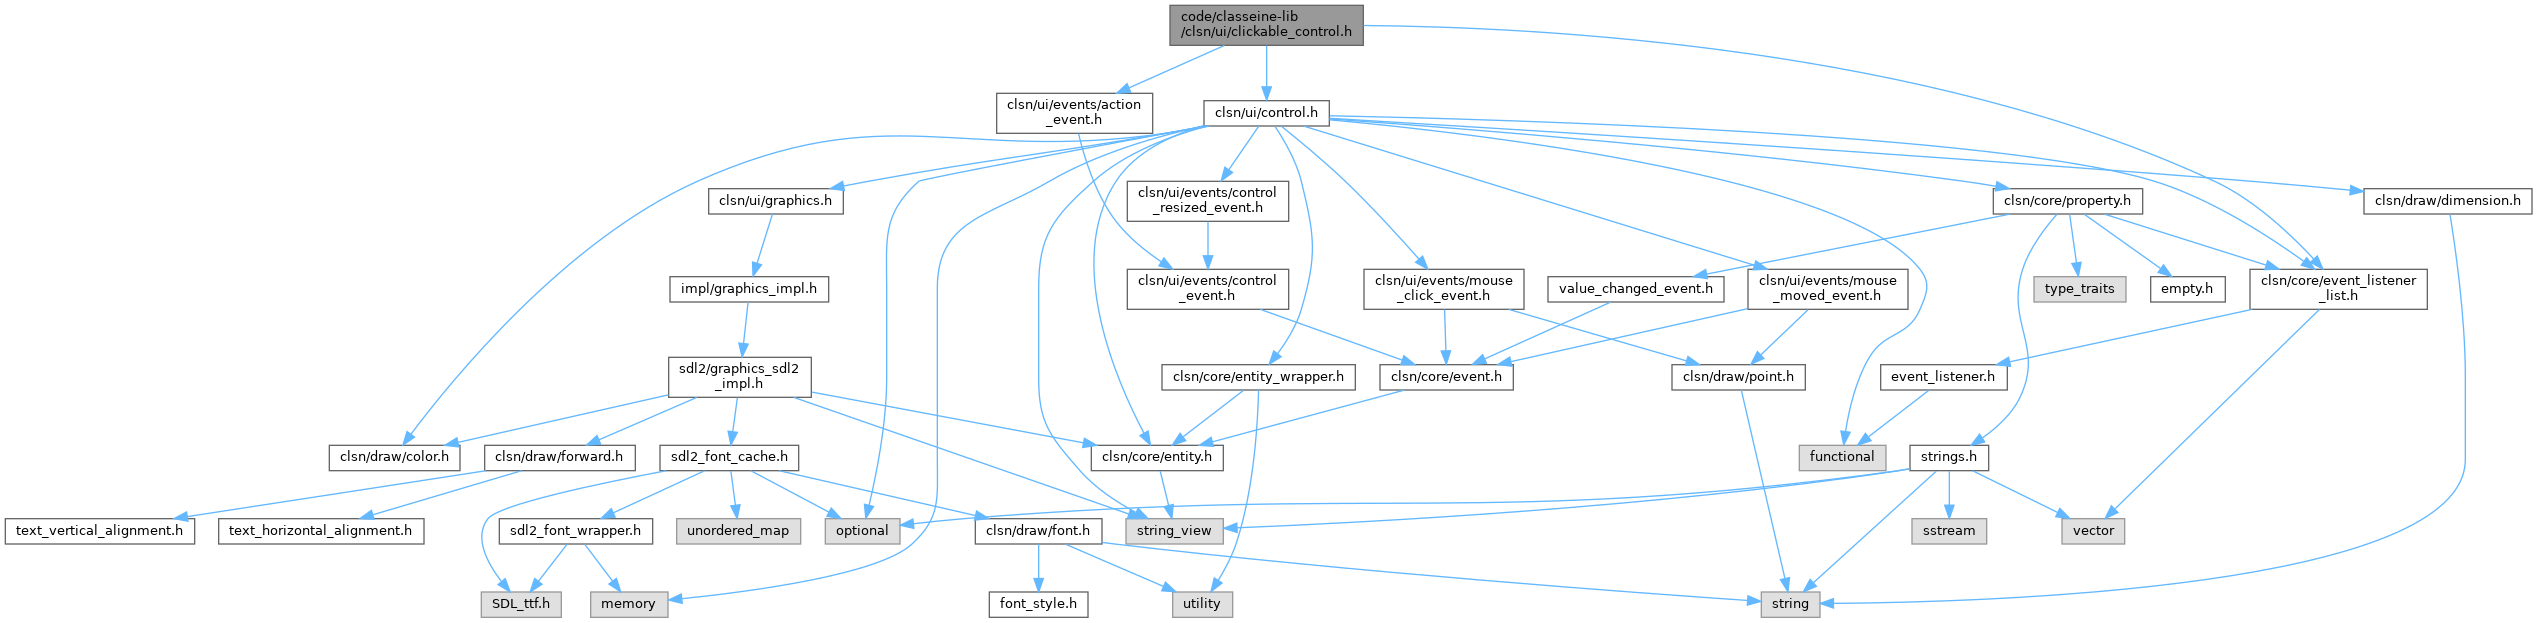 code/classeine-lib
/clsn/ui/clickable_control.h
clsn/ui/events/action
_event.h
clsn/ui/control.h
clsn/ui/graphics.h
clsn/ui/events/control
_resized_event.h
clsn/core/property.h
clsn/draw/dimension.h
impl/graphics_impl.h
clsn/ui/events/control
_event.h
clsn/ui/events/mouse
_click_event.h
value_changed_event.h
clsn/ui/events/mouse
_moved_event.h
type_traits
empty.h
clsn/core/event_listener
_list.h
sdl2/graphics_sdl2
_impl.h
clsn/core/entity_wrapper.h
clsn/core/event.h
clsn/draw/point.h
event_listener.h
clsn/draw/color.h
clsn/draw/forward.h
sdl2_font_cache.h
clsn/core/entity.h
functional
strings.h
text_vertical_alignment.h
text_horizontal_alignment.h
sdl2_font_wrapper.h
unordered_map
optional
clsn/draw/font.h
string_view
sstream
vector
SDL_ttf.h
memory
font_style.h
utility
string